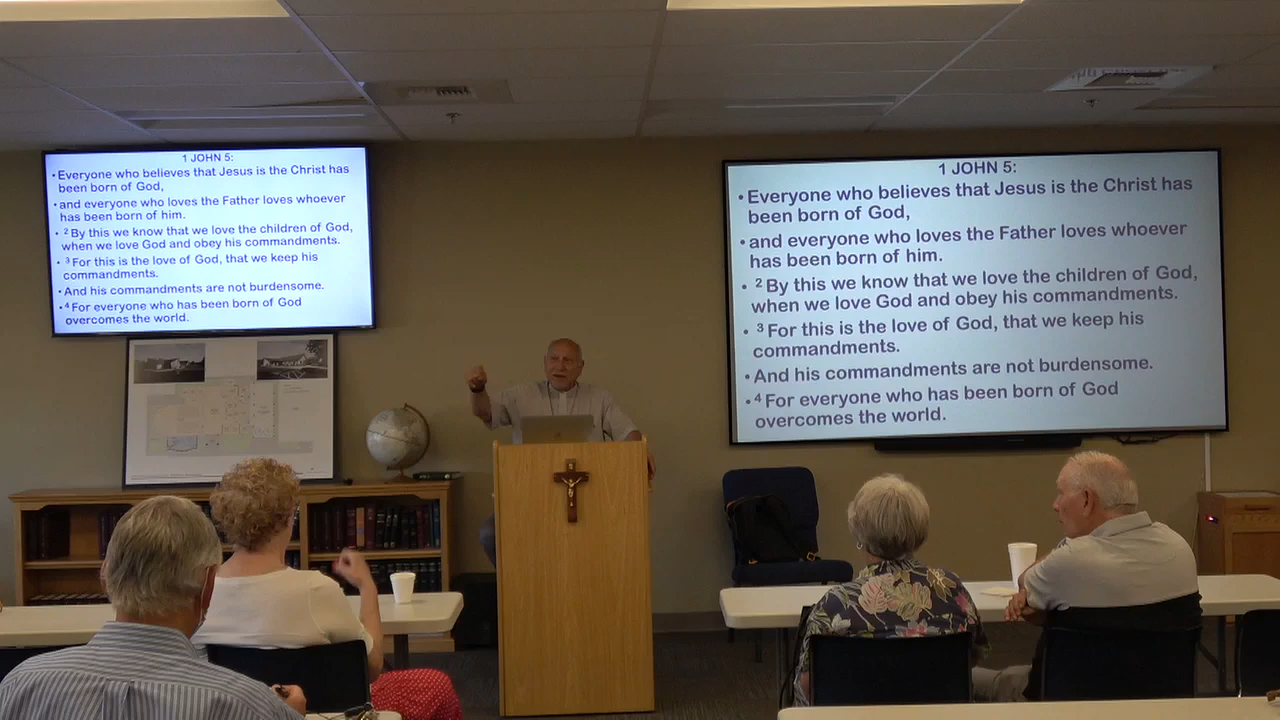 1 JOHN 5:
• Everyone who believes that Jesus is the Christ has
been born of God,
• and everyone who loves the Father loves whoever
has been born of him.
• ² By this we know that we love the children of God,
when we love God and obey his commandments.
• ³ For this is the love of God, that we keep his
commandments.
• And his commandments are not burdensome.
• ⁴ For everyone who has been born of God
overcomes the world.
1 JOHN 5:
• Everyone who believes that Jesus is the Christ has
been born of God,
• and everyone who loves the Father loves whoever
has been born of him.
• ² By this we know that we love the children of God,
when we love God and obey his commandments.
• ³ For this is the love of God, that we keep his
commandments.
• And his commandments are not burdensome.
• ⁴ For everyone who has been born of God
overcomes the world.